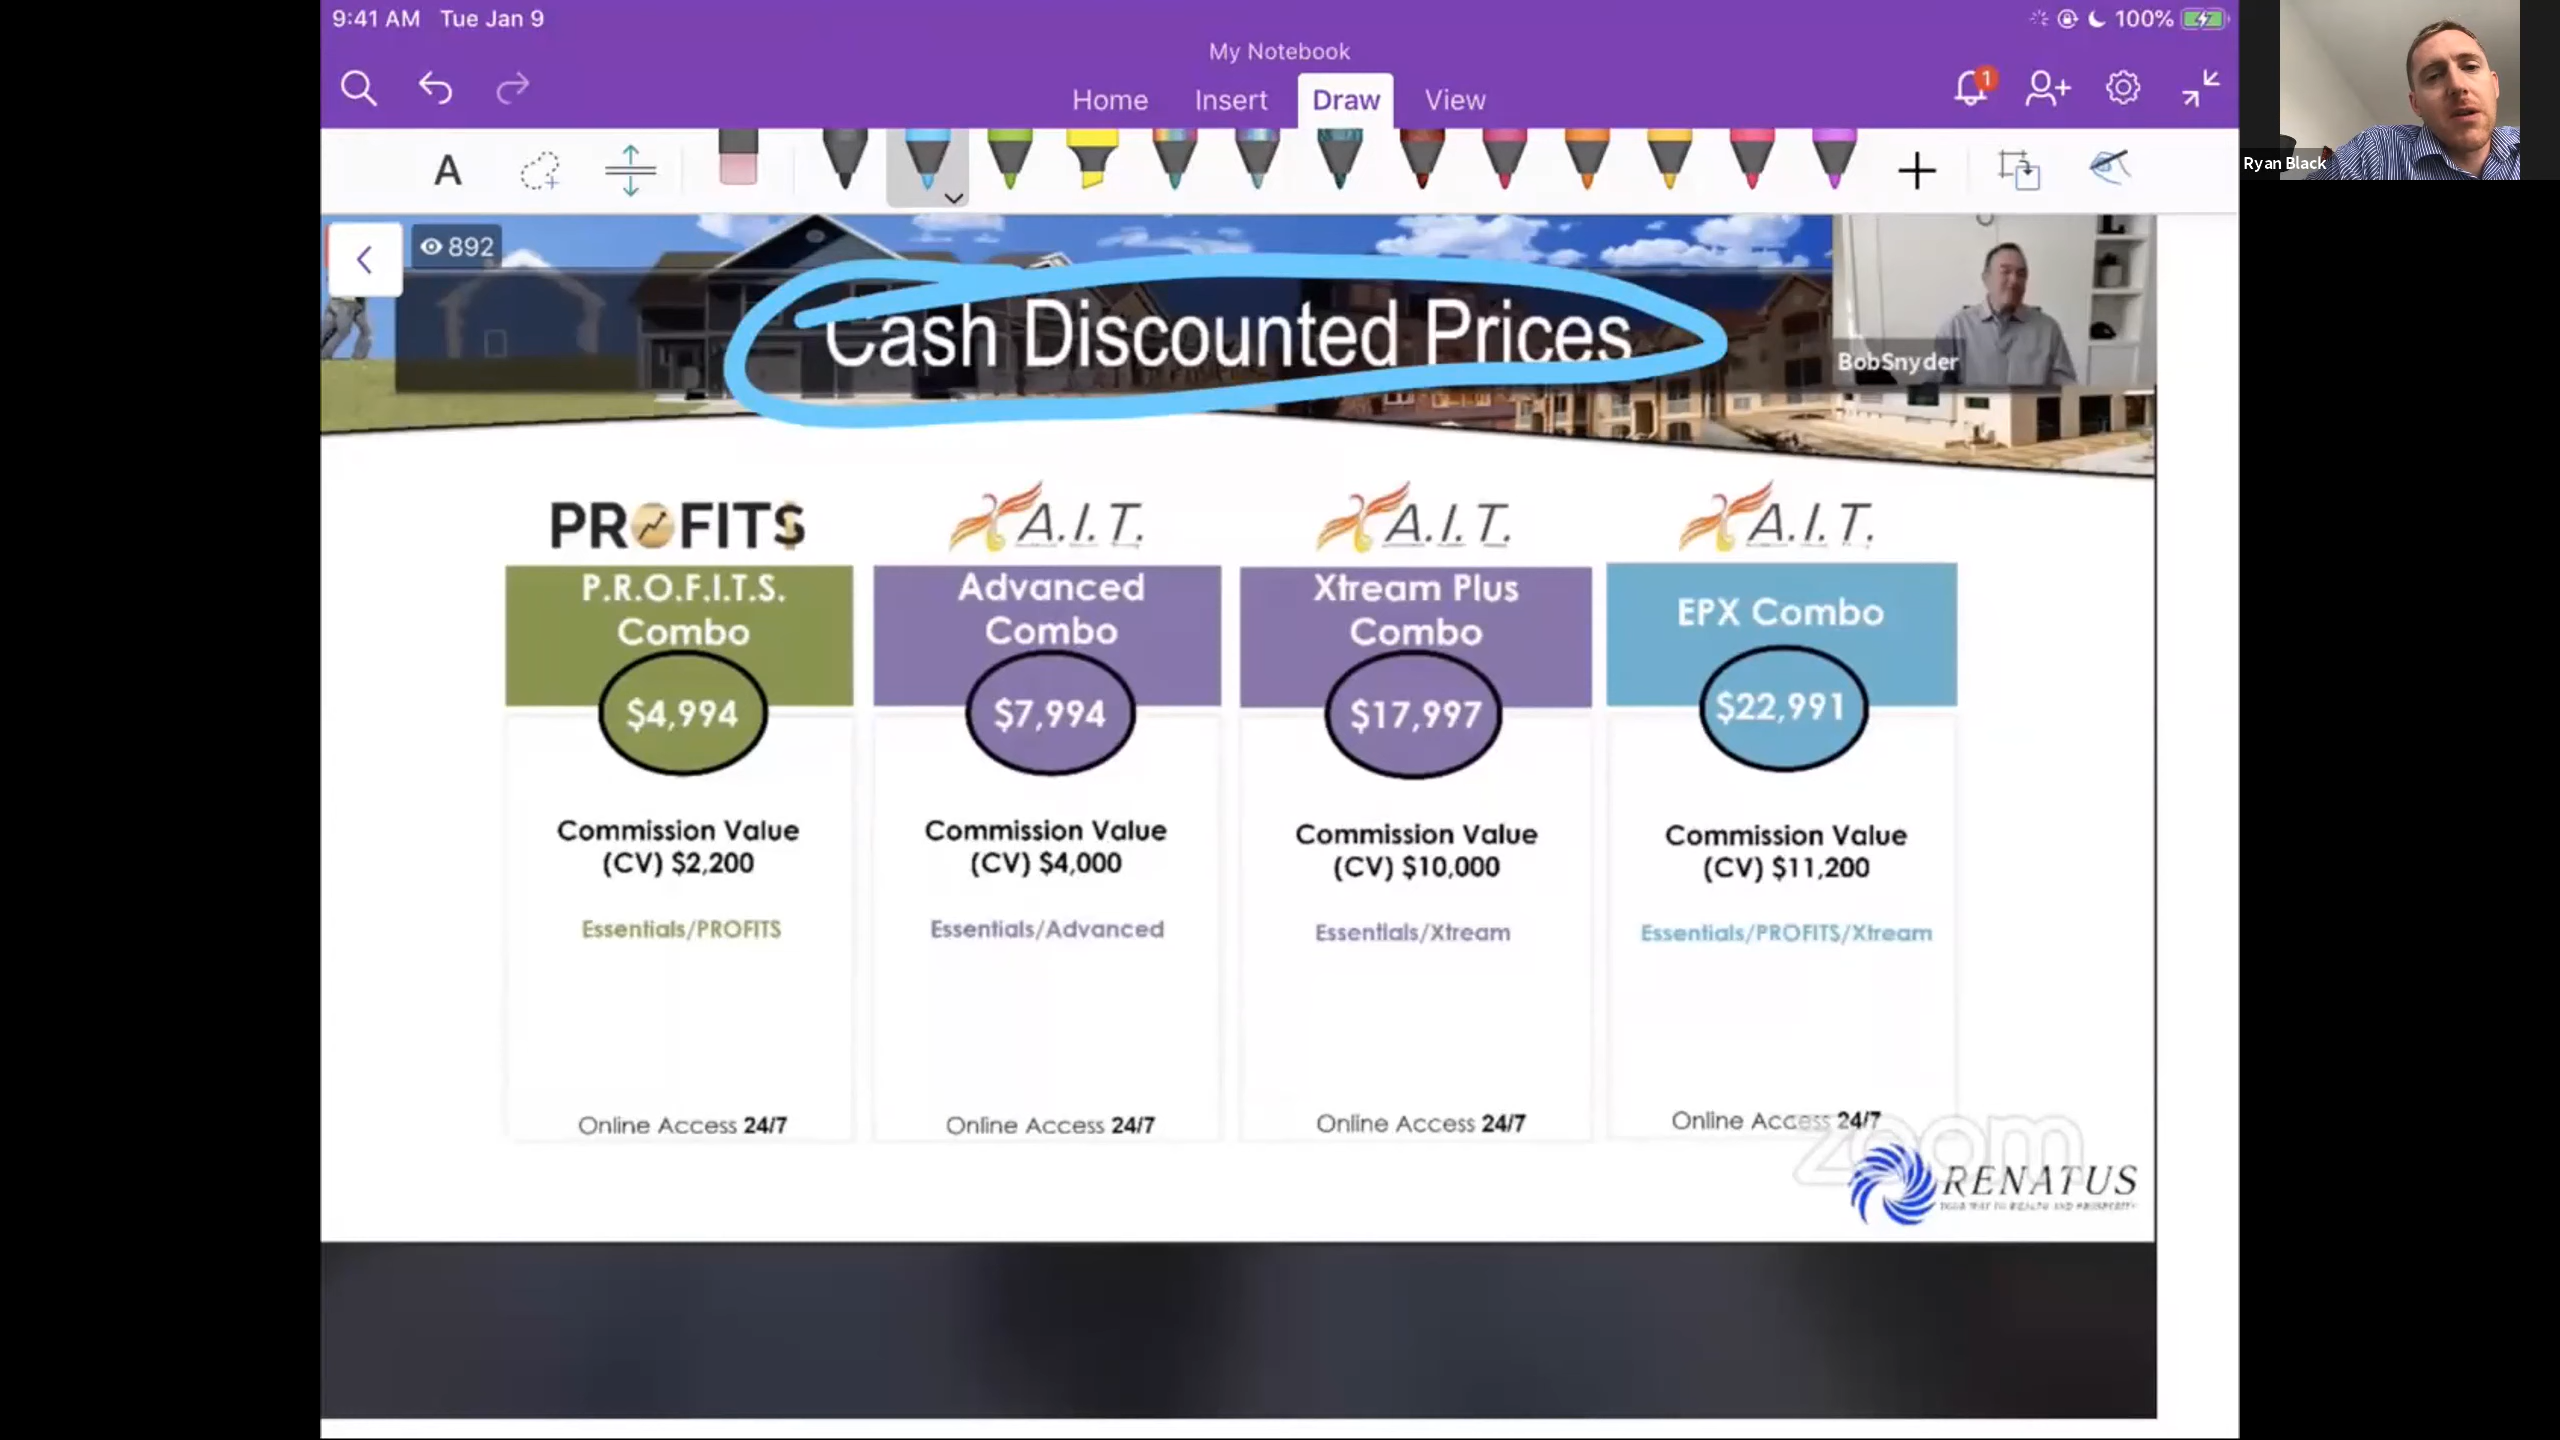 9:41 AM Tue Jan 9
100%
My Notebook
Home Insert Draw View
1
A
Ryan Black
892
Cash Discounted Prices
BobSnyder
PROFITS
A.I.T.
A.I.T.
A.I.T.
P.R.O.F.I.T.S.
Combo
$4,994
Commission Value
(CV) $2,200
Essentials/PROFITS
Online Access 24/7
Advanced
Combo
$7,994
Commission Value
(CV) $4,000
Essentials/Advanced
Online Access 24/7
Xtream Plus
Combo
$17,997
Commission Value
(CV) $10,000
Essentials/Xtream
Online Access 24/7
EPX Combo
$22,991
Commission Value
(CV) $11,200
Essentials/PROFITS/Xtream
Online Access 24/7
zoom
RENATUS